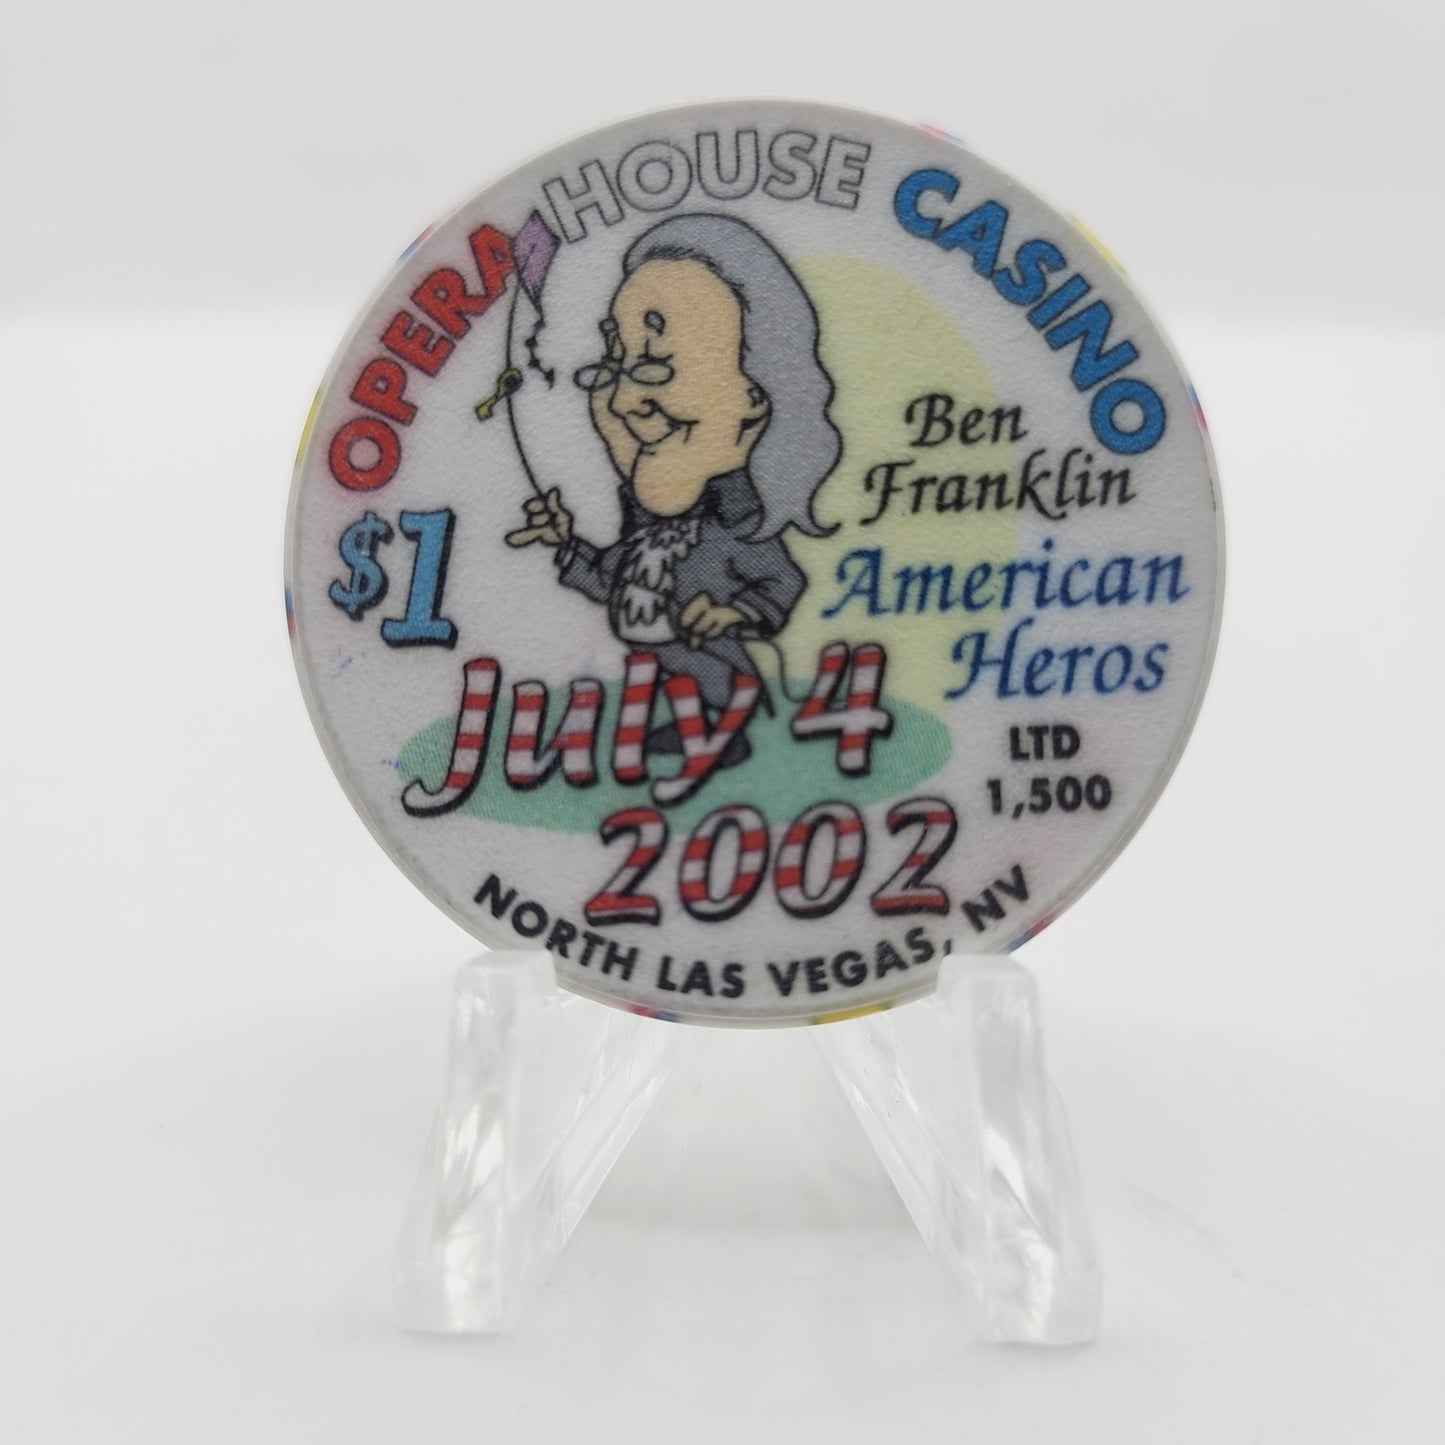 OPERA HOUSE CASINO
Ben
Franklin
$1
American
Heros
July 4
LTD
1,500
2002
NORTH LAS VEGAS, NV